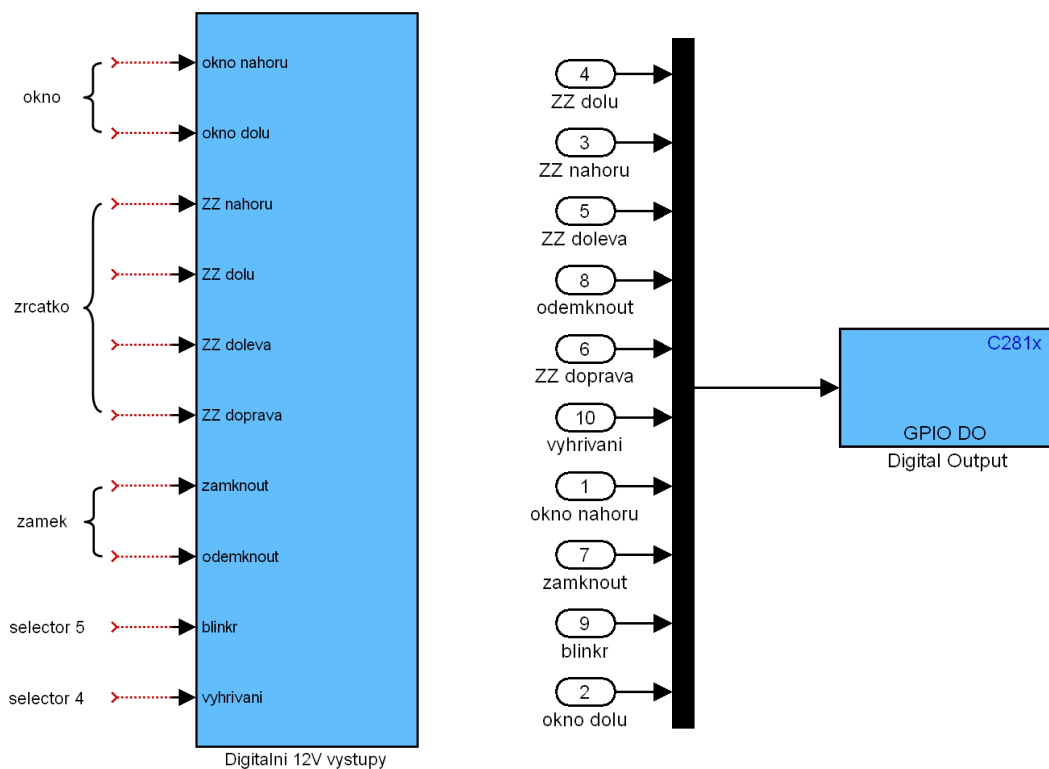 okno
okno nahoru
okno dolu
zrcatko
ZZ nahoru
ZZ dolu
ZZ doleva
ZZ doprava
zamek
zamknout
odemknout
selector 5
blinkr
selector 4
vyhrivani
Digitalni 12V vystupy
4
ZZ dolu
3
ZZ nahoru
5
ZZ doleva
8
odemknout
6
ZZ doprava
10
vyhrivani
1
okno nahoru
7
zamknout
9
blinkr
2
okno dolu
C281x
GPIO DO
Digital Output